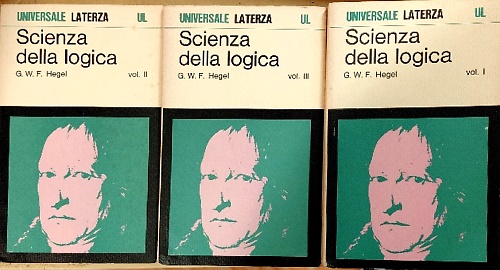 UNIVERSALE LATERZA UL
Scienza
della logica
G. W. F. Hegel vol. II
UNIVERSALE LATERZA UL
Scienza
della logica
G. W. F. Hegel vol. III
UNIVERSALE LATERZA UL
Scienza
della logica
G. W. F. Hegel vol. I